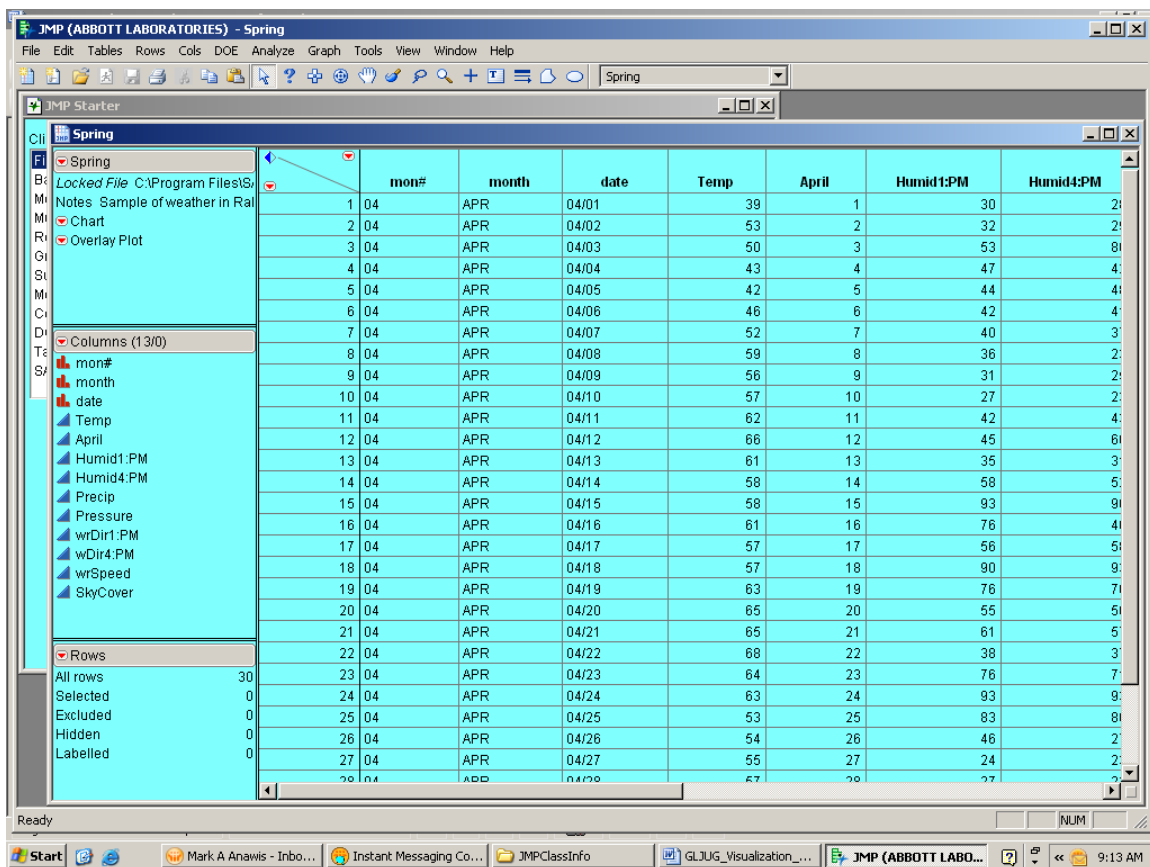 JMP (ABBOTT LABORATORIES) - Spring
File Edit Tables Rows Cols DOE Analyze Graph Tools View Window Help
Spring
JMP Starter
Spring
Spring
Locked File C:\Program Files\
Notes Sample of weather in
Chart
Overlay Plot
Columns (13/0)
mon#
month
date
Temp
April
Humid1:PM
Humid4:PM
Precip
Pressure
wrDir1:PM
wDir4:PM
wrSpeed
SkyCover
Rows
All rows 30
Selected 0
Excluded 0
Hidden 0
Labelled 0
mon# month date Temp April Humid1:PM Humid4:PM
1 04 APR 04/01 39 1 30
2 04 APR 04/02 53 2 32
3 04 APR 04/03 50 3 53
4 04 APR 04/04 43 4 47
5 04 APR 04/05 42 5 44
6 04 APR 04/06 46 6 42
7 04 APR 04/07 52 7 40
8 04 APR 04/08 59 8 36
9 04 APR 04/09 56 9 31
10 04 APR 04/10 57 10 27
11 04 APR 04/11 62 11 42
12 04 APR 04/12 66 12 45
13 04 APR 04/13 61 13 35
14 04 APR 04/14 58 14 58
15 04 APR 04/15 58 15 93
16 04 APR 04/16 61 16 76
17 04 APR 04/17 57 17 56
18 04 APR 04/18 57 18 90
19 04 APR 04/19 63 19 76
20 04 APR 04/20 65 20 55
21 04 APR 04/21 65 21 61
22 04 APR 04/22 68 22 38
23 04 APR 04/23 64 23 76
24 04 APR 04/24 63 24 93
25 04 APR 04/25 53 25 83
26 04 APR 04/26 54 26 46
27 04 APR 04/27 55 27 24
Ready
NUM
Start
Mark A Anawis - Inbo...
Instant Messaging Co...
JMPClassInfo
GLJUG_Visualization_...
JMP (ABBOTT LABO...
9:13 AM